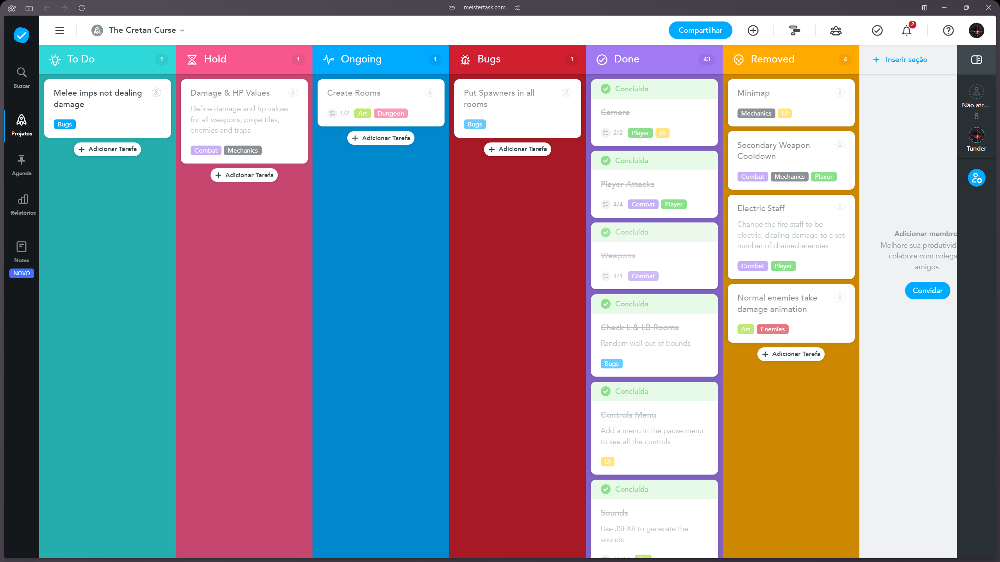 meistertask.com
The Cretan Curse
Compartilhar
2
Buscar
Projetos
Agenda
Relatórios
Notas
NOVO
To Do
1
Melee imps not dealing
damage
Bugs
Adicionar Tarefa
Hold
1
Damage & HP Values
Define damage and hp values
for all weapons, projectiles,
enemies and traps
Combat Mechanics
Adicionar Tarefa
Ongoing
1
Create Rooms
1/2 Art Dungeon
Adicionar Tarefa
Bugs
1
Put Spawners in all
rooms
Bugs
Adicionar Tarefa
Done
43
Concluída
Camera
2/2 Player UI
Concluída
Player Attacks
4/4 Combat Player
Concluída
Weapons
4/4 Combat
Concluída
Check L & LB Rooms
Random wall out of bounds
Bugs
Concluída
Controls Menu
Add a menu in the pause menu
to see all the controls
UI
Concluída
Sounds
Use JSFXR to generate the
sounds
Removed
4
Minimap
Mechanics UI
Secondary Weapon
Cooldown
Combat Mechanics Player
Electric Staff
Change the fire staff to be
electric, dealing damage to a set
number of chained enemies
Combat Player
Normal enemies take
damage animation
Art Enemies
Adicionar Tarefa
Inserir seção
Adicionar membro
Melhore sua produtivida
colabore com colega
amigos.
Convidar
Não atr...
8
Tunder